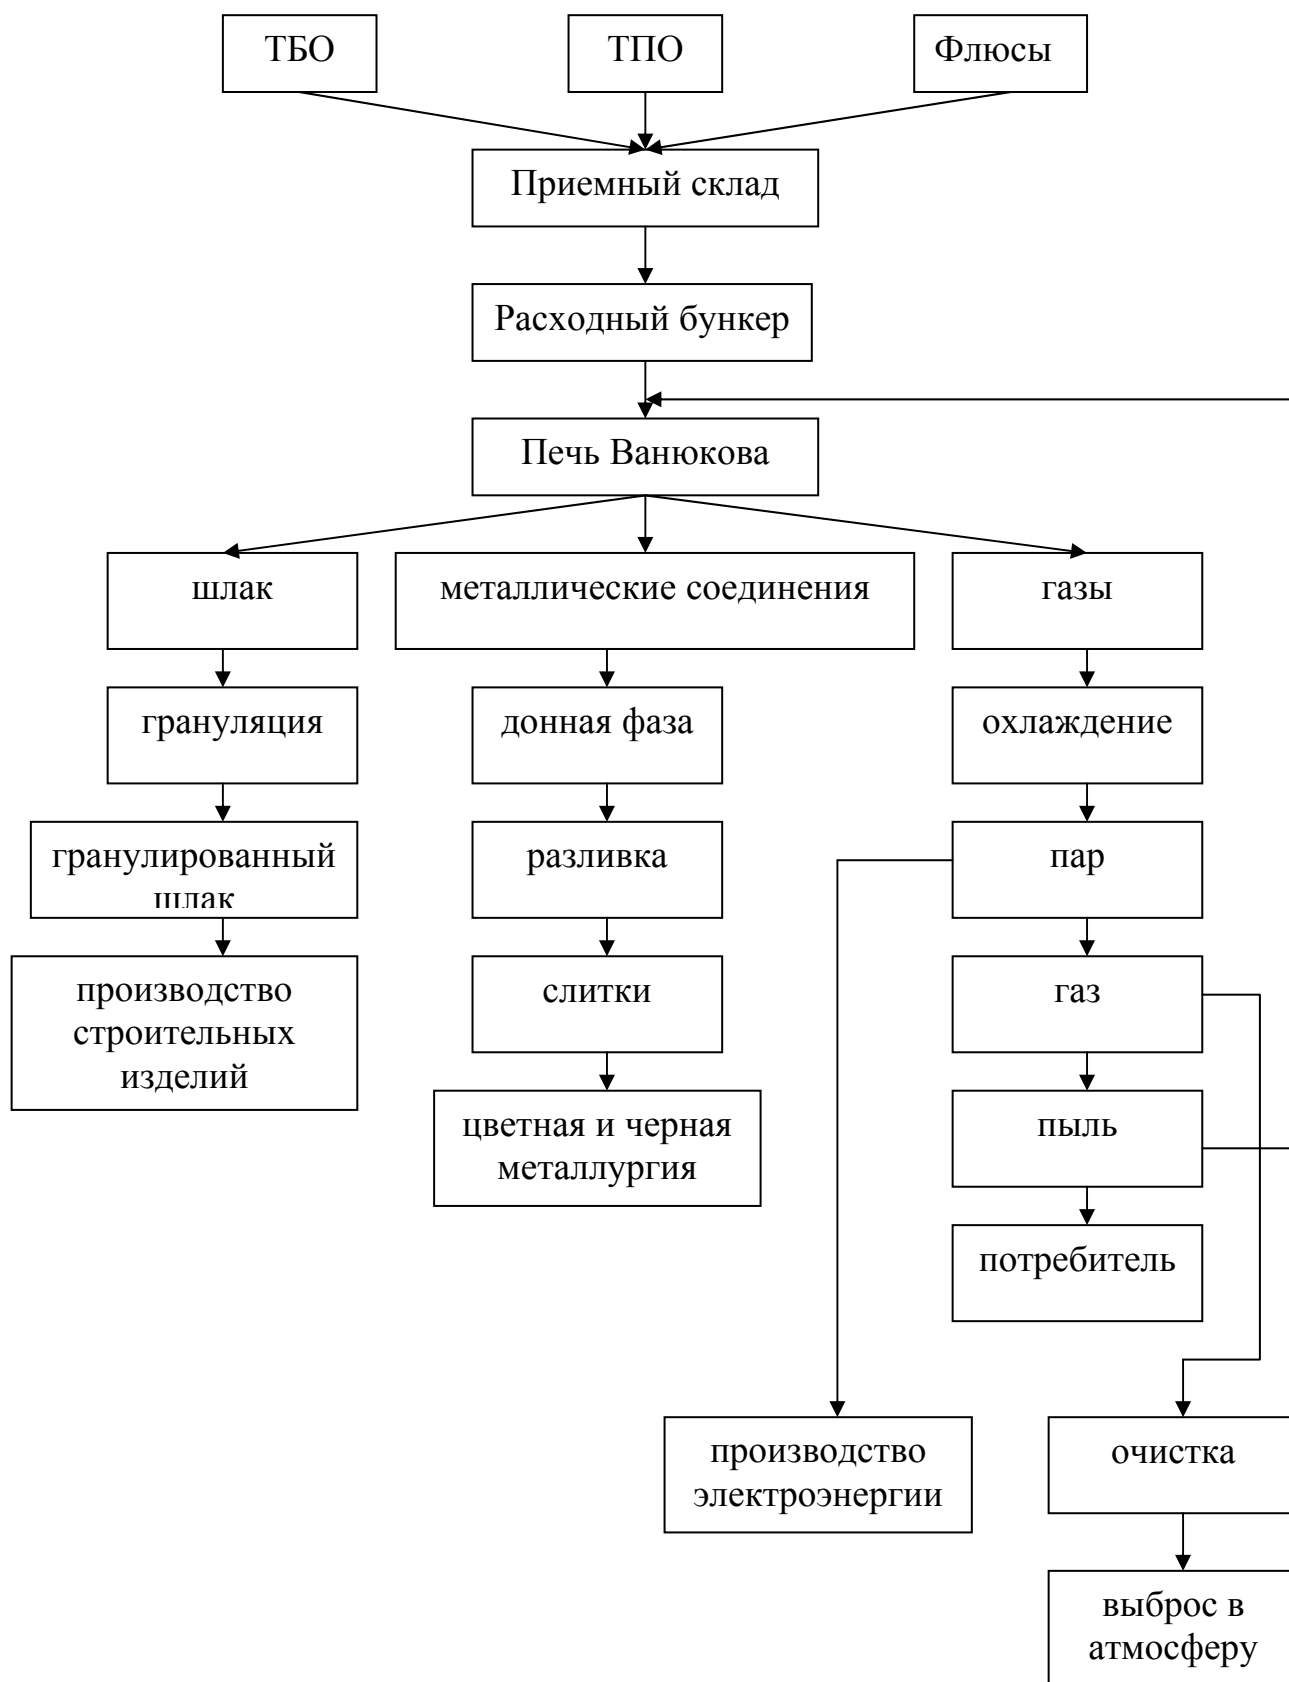 ТБО
ТПО
Флюсы
Приемный склад
Расходный бункер
Печь Ванюкова
шлак
металлические соединения
газы
грануляция
донная фаза
охлаждение
гранулированный
шлак
разливка
пар
производство
строительных
изделий
слитки
газ
цветная и черная
металлургия
пыль
потребитель
производство
электроэнергии
очистка
выброс в
атмосферу